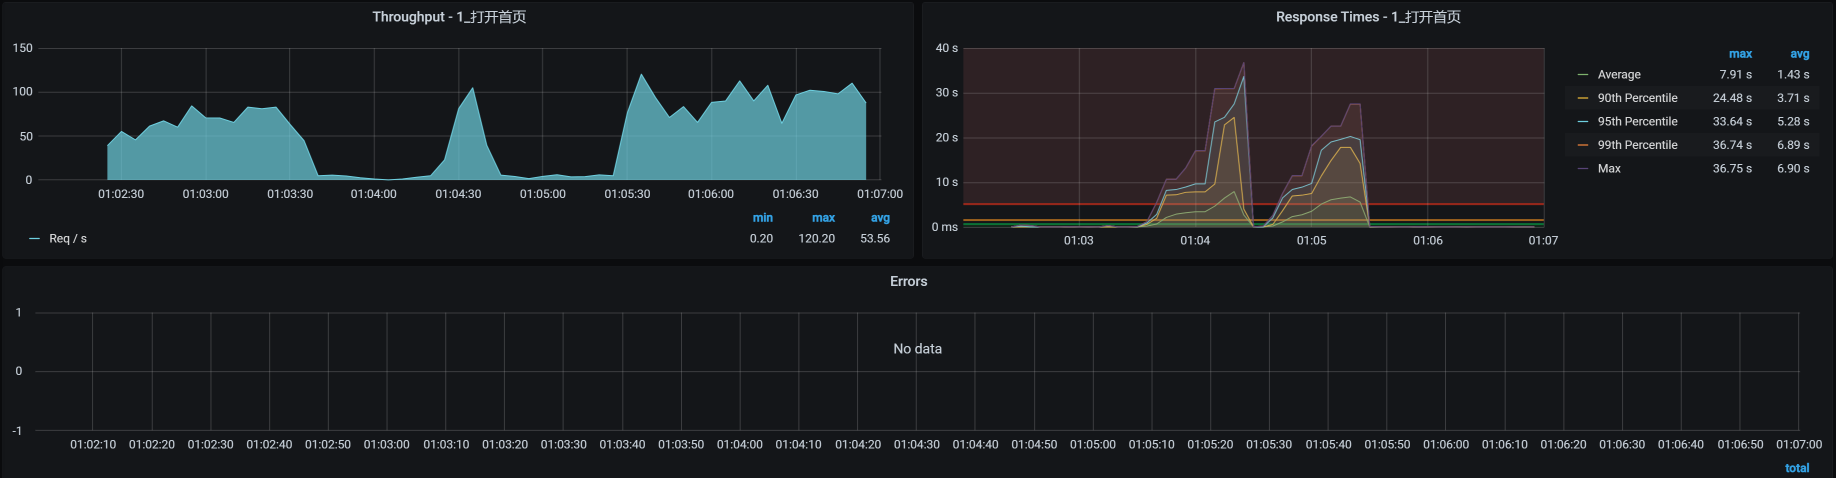 Throughput - 1_打开首页
150
100
50
0
01:02:30 01:03:00 01:03:30 01:04:00 01:04:30 01:05:00 01:05:30 01:06:00 01:06:30 01:07:00
min max avg
Req / s 0.20 120.20 53.56
Response Times - 1_打开首页
40 s
30 s
20 s
10 s
0 ms
01:03 01:04 01:05 01:06 01:07
max avg
Average 7.91 s 1.43 s
90th Percentile 24.48 s 3.71 s
95th Percentile 33.64 s 5.28 s
99th Percentile 36.74 s 6.89 s
Max 36.75 s 6.90 s
Errors
1
No data
0
-1
01:02:10 01:02:20 01:02:30 01:02:40 01:02:50 01:03:00 01:03:10 01:03:20 01:03:30 01:03:40 01:03:50 01:04:00 01:04:10 01:04:20 01:04:30 01:04:40 01:04:50 01:05:00 01:05:10 01:05:20 01:05:30 01:05:40 01:05:50 01:06:00 01:06:10 01:06:20 01:06:30 01:06:40 01:06:50 01:07:00
total